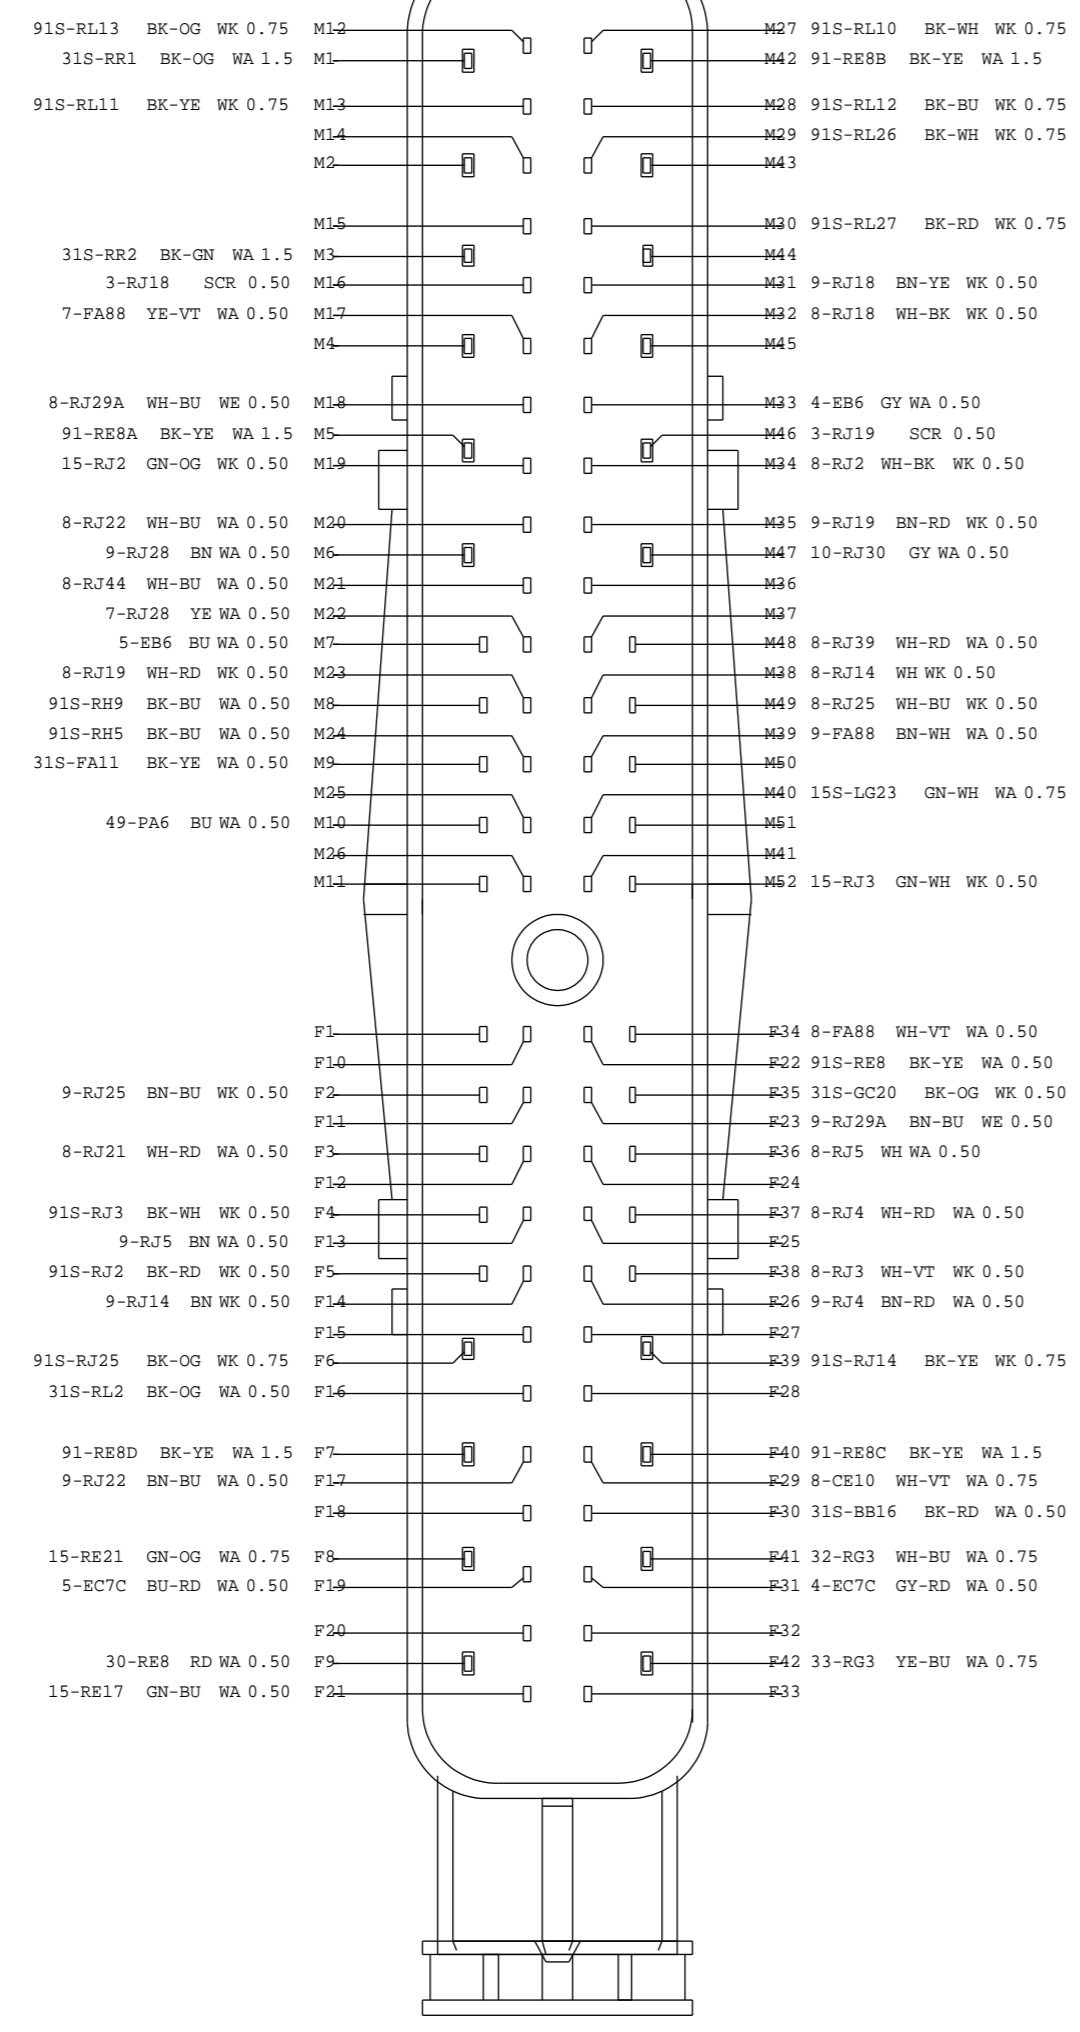 91S-RL13 BK-OG WK 0.75 M12 M27 91S-RL10 BK-WH WK 0.75
31S-RR1 BK-OG WA 1.5 M1 M42 91-RE8B BK-YE WA 1.5
91S-RL11 BK-YE WK 0.75 M13 M28 91S-RL12 BK-BU WK 0.75
M14 M29 91S-RL26 BK-WH WK 0.75
M2 M43
M15 M30 91S-RL27 BK-RD WK 0.75
31S-RR2 BK-GN WA 1.5 M3 M44
3-RJ18 SCR 0.50 M16 M31 9-RJ18 BN-YE WK 0.50
7-FA88 YE-VT WA 0.50 M17 M32 8-RJ18 WH-BK WK 0.50
M4 M45
8-RJ29A WH-BU WE 0.50 M18 M33 4-EB6 GY WA 0.50
91-RE8A BK-YE WA 1.5 M5 M46 3-RJ19 SCR 0.50
15-RJ2 GN-OG WK 0.50 M19 M34 8-RJ2 WH-BK WK 0.50
8-RJ22 WH-BU WA 0.50 M20 M35 9-RJ19 BN-RD WK 0.50
9-RJ28 BN WA 0.50 M6 M47 10-RJ30 GY WA 0.50
8-RJ44 WH-BU WA 0.50 M21 M36
7-RJ28 YE WA 0.50 M22 M37
5-EB6 BU WA 0.50 M7 M48 8-RJ39 WH-RD WA 0.50
8-RJ19 WH-RD WK 0.50 M23 M38 8-RJ14 WH WK 0.50
91S-RH9 BK-BU WA 0.50 M8 M49 8-RJ25 WH-BU WK 0.50
91S-RH5 BK-BU WA 0.50 M24 M39 9-FA88 BN-WH WA 0.50
31S-FA11 BK-YE WA 0.50 M9 M50
M25 M40 15S-LG23 GN-WH WA 0.75
49-PA6 BU WA 0.50 M10 M51
M26 M41
M11 M52 15-RJ3 GN-WH WK 0.50
F1 F34 8-FA88 WH-VT WA 0.50
F10 F22 91S-RE8 BK-YE WA 0.50
9-RJ25 BN-BU WK 0.50 F2 F35 31S-GC20 BK-OG WK 0.50
F11 F23 9-RJ29A BN-BU WE 0.50
8-RJ21 WH-RD WA 0.50 F3 F36 8-RJ5 WH WA 0.50
F12 F24
91S-RJ3 BK-WH WK 0.50 F4 F37 8-RJ4 WH-RD WA 0.50
9-RJ5 BN WA 0.50 F13 F25
91S-RJ2 BK-RD WK 0.50 F5 F38 8-RJ3 WH-VT WK 0.50
9-RJ14 BN WK 0.50 F14 F26 9-RJ4 BN-RD WA 0.50
F15 F27
91S-RJ25 BK-OG WK 0.75 F6 F39 91S-RJ14 BK-YE WK 0.75
31S-RL2 BK-OG WA 0.50 F16 F28
91-RE8D BK-YE WA 1.5 F7 F40 91-RE8C BK-YE WA 1.5
9-RJ22 BN-BU WA 0.50 F17 F29 8-CE10 WH-VT WA 0.75
F18 F30 31S-BB16 BK-RD WA 0.50
15-RE21 GN-OG WA 0.75 F8 F41 32-RG3 WH-BU WA 0.75
5-EC7C BU-RD WA 0.50 F19 F31 4-EC7C GY-RD WA 0.50
F20 F32
30-RE8 RD WA 0.50 F9 F42 33-RG3 YE-BU WA 0.75
15-RE17 GN-BU WA 0.50 F21 F33